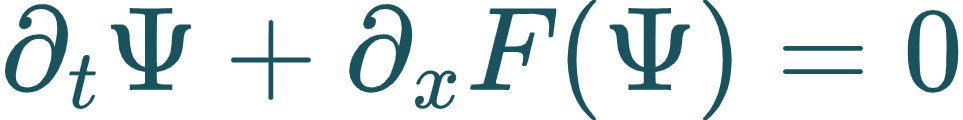 ∂ₜΨ + ∂ₓF(Ψ) = 0